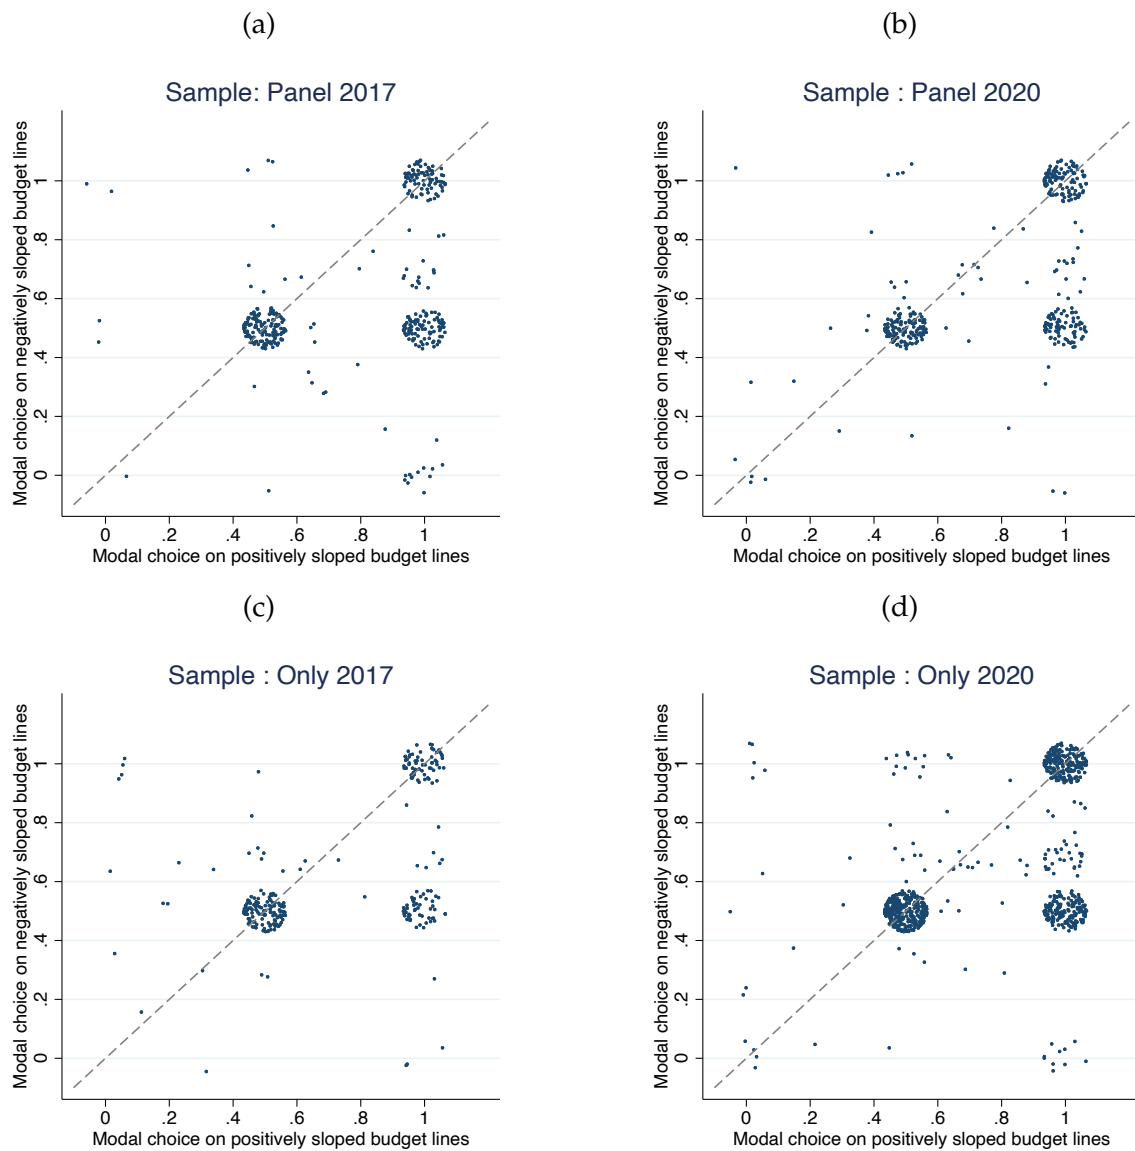 (a)
(b)
Sample: Panel 2017
Sample : Panel 2020
Modal choice on negatively sloped budget lines
1
.8
.6
.4
.2
0
0 .2 .4 .6 .8 1
Modal choice on positively sloped budget lines
Modal choice on negatively sloped budget lines
1
.8
.6
.4
.2
0
0 .2 .4 .6 .8 1
Modal choice on positively sloped budget lines
(c)
(d)
Sample : Only 2017
Sample : Only 2020
Modal choice on negatively sloped budget lines
1
.8
.6
.4
.2
0
0 .2 .4 .6 .8 1
Modal choice on positively sloped budget lines
Modal choice on negatively sloped budget lines
1
.8
.6
.4
.2
0
0 .2 .4 .6 .8 1
Modal choice on positively sloped budget lines